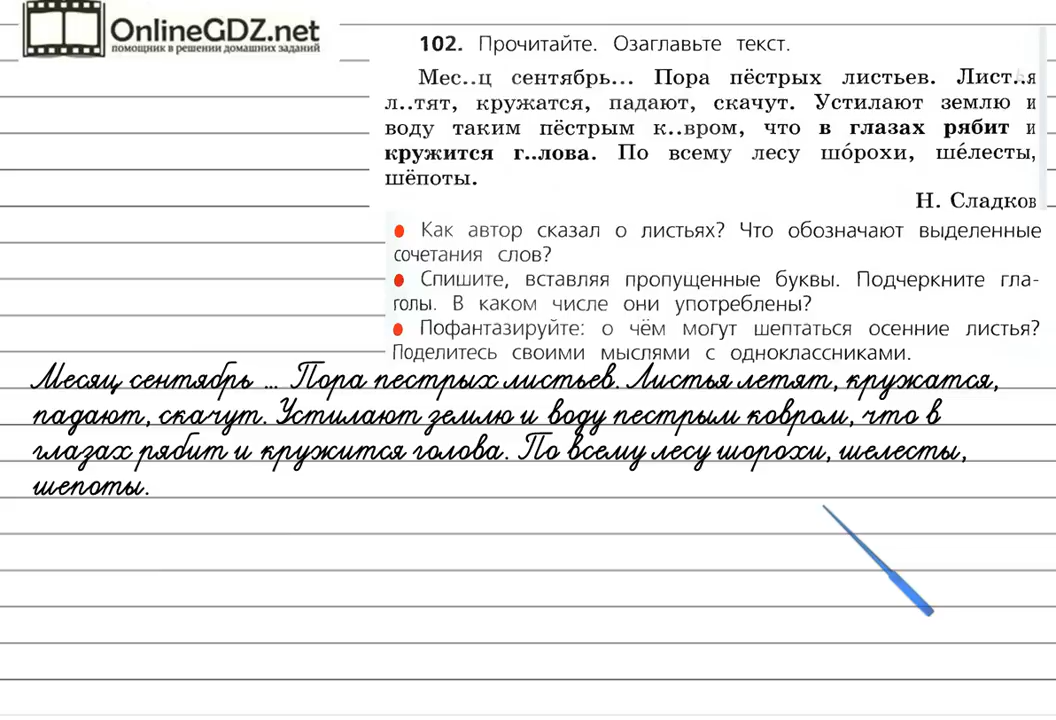 OnlineGDZ.net
помощник в решении домашних заданий
102. Прочитайте. Озаглавьте текст.
Мес..ц сентябрь... Пора пёстрых листьев. Лист..я
л..тят, кружатся, падают, скачут. Устилают землю и
воду таким пёстрым к..вром, что в глазах рябит и
кружится г..лова. По всему лесу шо́рохи, ше́лесты,
шёпоты.
Н. Сладков
• Как автор сказал о листьях? Что обозначают выделенные
сочетания слов?
• Спишите, вставляя пропущенные буквы. Подчеркните гла-
голы. В каком числе они употреблены?
• Пофантазируйте: о чём могут шептаться осенние листья?
Поделитесь своими мыслями с одноклассниками.
Месяц сентябрь ... Пора пестрых листьев. Листья летят, кружатся,
падают, скачут. Устилают землю и воду пестрым ковром, что в
глазах рябит и кружится голова. По всему лесу шорохи, шелесты,
шепоты.